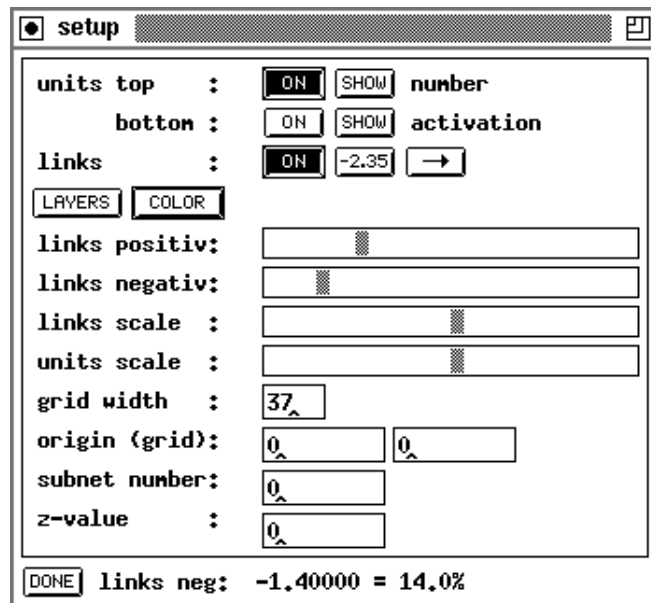 setup
units top : ON SHOW number
bottom : ON SHOW activation
links : ON -2.35 →
LAYERS COLOR
links positiv:
links negativ:
links scale :
units scale :
grid width : 37
origin (grid): 0 0
subnet number: 0
z-value : 0
DONE links neg: -1.40000 = 14.0%